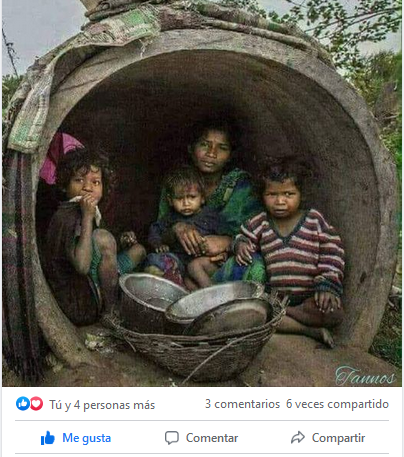 Tannos
Tú y 4 personas más 3 comentarios 6 veces compartido
Me gusta Comentar Compartir